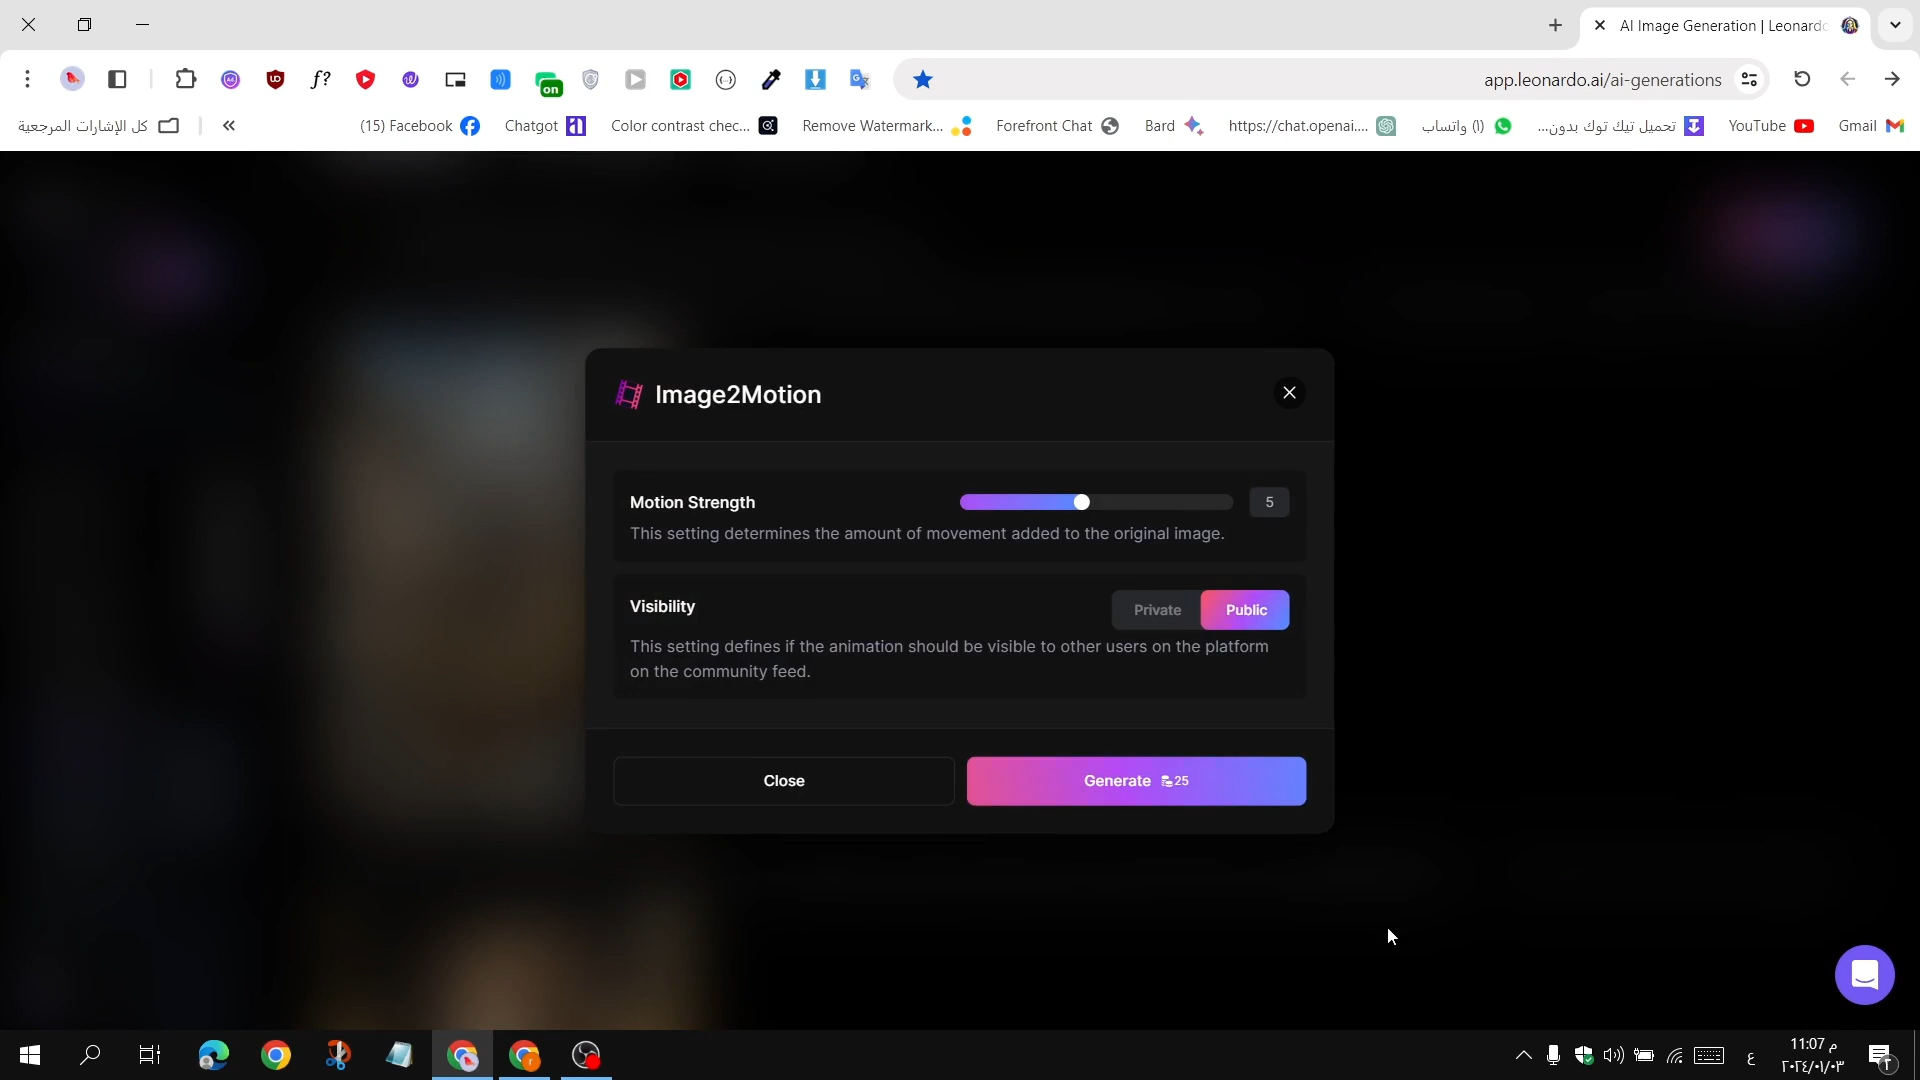 AI Image Generation | Leonardo
app.leonardo.ai/ai-generations
on
كل الإشارات المرجعية
(15) Facebook
Chatgot
Color contrast chec...
Remove Watermark...
Forefront Chat
Bard
https://chat.openai....
(1) واتساب
تحميل تيك توك بدون...
YouTube
Gmail
Image2Motion
Motion Strength
5
This setting determines the amount of movement added to the original image.
Visibility
Private
Public
This setting defines if the animation should be visible to other users on the platform
on the community feed.
Close
Generate 25
ع
11:07 م
٢٠٢٤/٠١/٠٣
٢